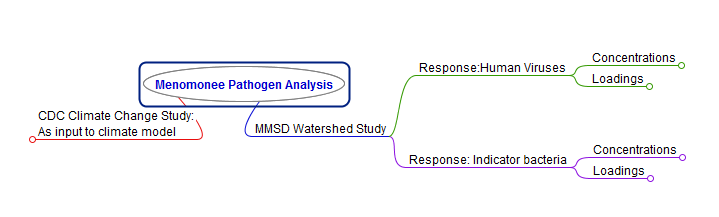 Menomonee Pathogen Analysis
CDC Climate Change Study:
As input to climate model
MMSD Watershed Study
Response:Human Viruses
Concentrations
Loadings
Response: Indicator bacteria
Concentrations
Loadings